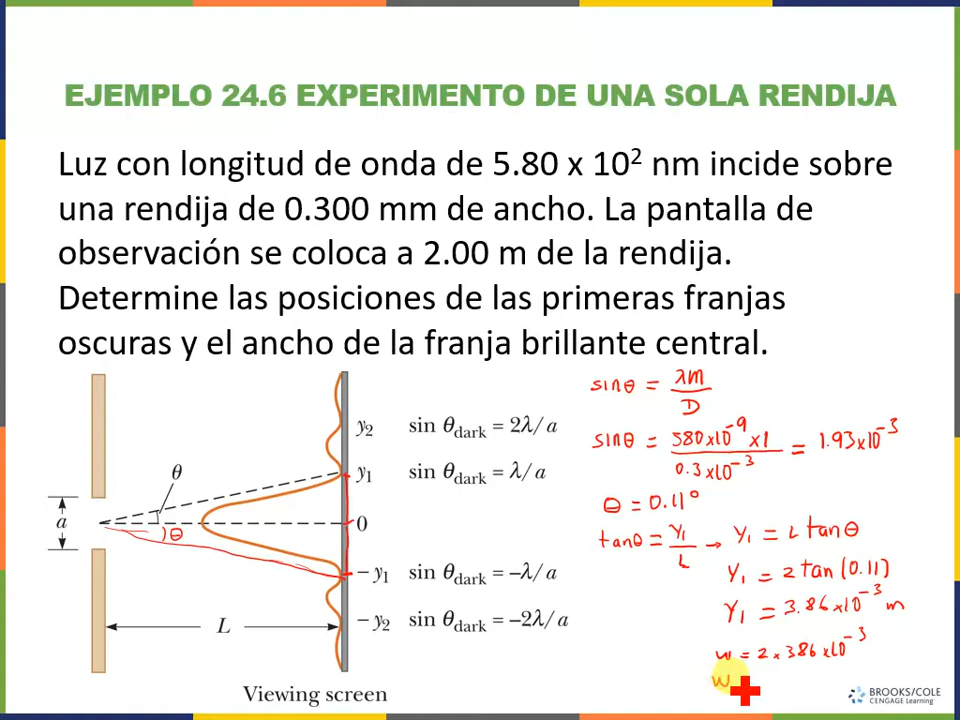 EJEMPLO 24.6 EXPERIMENTO DE UNA SOLA RENDIJA
Luz con longitud de onda de 5.80 x 10² nm incide sobre
una rendija de 0.300 mm de ancho. La pantalla de
observación se coloca a 2.00 m de la rendija.
Determine las posiciones de las primeras franjas
oscuras y el ancho de la franja brillante central.
y₂ sin θdark = 2λ/a
y₁ sin θdark = λ/a
θ
a
0
θ
−y₁ sin θdark = −λ/a
−y₂ sin θdark = −2λ/a
L
Viewing screen
sinθ = λm/D
sinθ = 580x10⁻⁹ x 1/0.3x10⁻³ = 1.93x10⁻³
θ = 0.11°
tanθ = Y₁/L → Y₁ = L tanθ
Y₁ = 2 tan(0.11)
Y₁ = 3.86x10⁻³ m
w = 2 x 3.86 x10⁻³
w
BROOKS/COLE
CENGAGE Learning